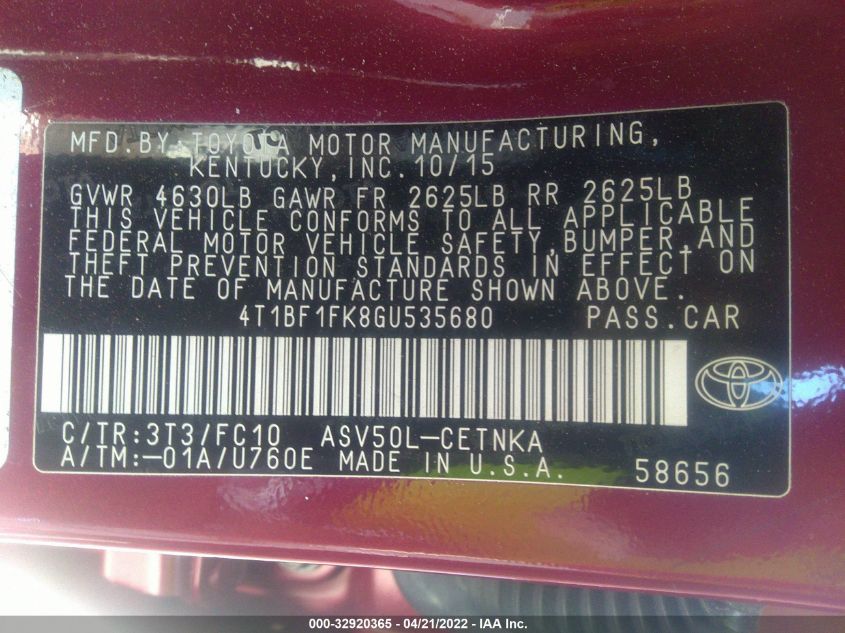 MFD.BY:TOYOTA MOTOR MANUFACTURING,
KENTUCKY,INC.10/15
GVWR 4630LB GAWR FR 2625LB RR 2625LB
THIS VEHICLE CONFORMS TO ALL APPLICABLE
FEDERAL MOTOR VEHICLE SAFETY,BUMPER,AND
THEFT PREVENTION STANDARDS IN EFFECT ON
THE DATE OF MANUFACTURE SHOWN ABOVE.
4T1BF1FK8GU535680 PASS.CAR
C/TR:3T3/FC10 ASV50L-CETNKA
A/TM:-01A/U760E MADE IN U.S.A. 58656
000-32920365 - 04/21/2022 - IAA Inc.